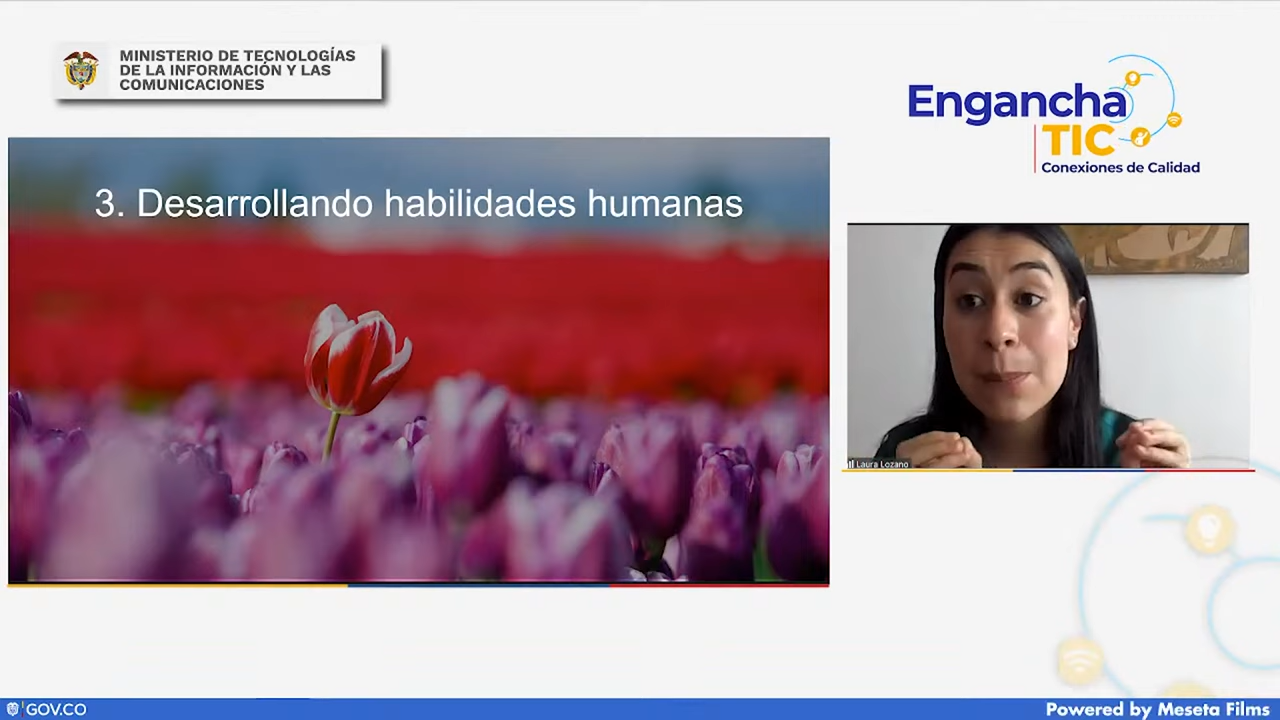 MINISTERIO DE TECNOLOGÍAS
DE LA INFORMACIÓN Y LAS
COMUNICACIONES
Engancha
TIC
Conexiones de Calidad
3. Desarrollando habilidades humanas
Laura Lozano
GOV.CO
Powered by Meseta Films